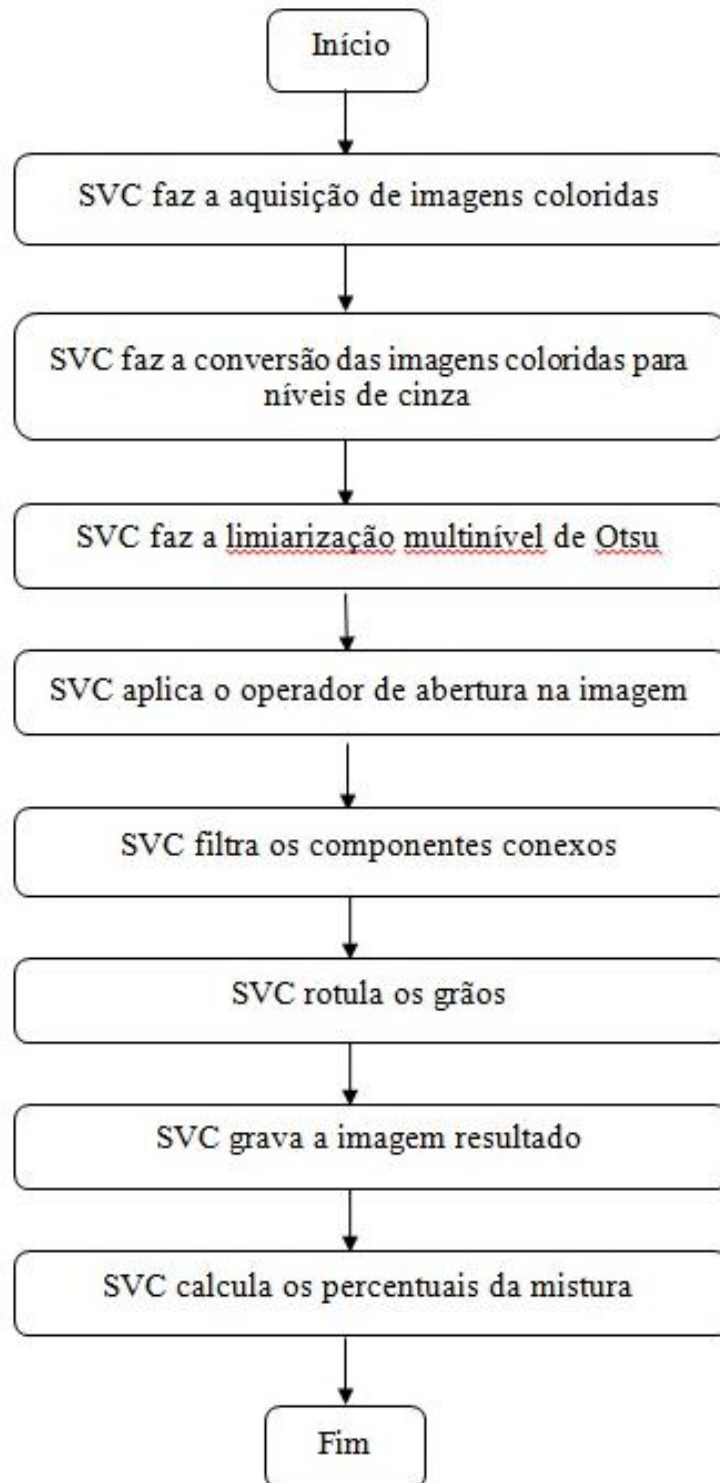 Início
SVC faz a aquisição de imagens coloridas
SVC faz a conversão das imagens coloridas para
níveis de cinza
SVC faz a limiarização multinível de Otsu
SVC aplica o operador de abertura na imagem
SVC filtra os componentes conexos
SVC rotula os grãos
SVC grava a imagem resultado
SVC calcula os percentuais da mistura
Fim